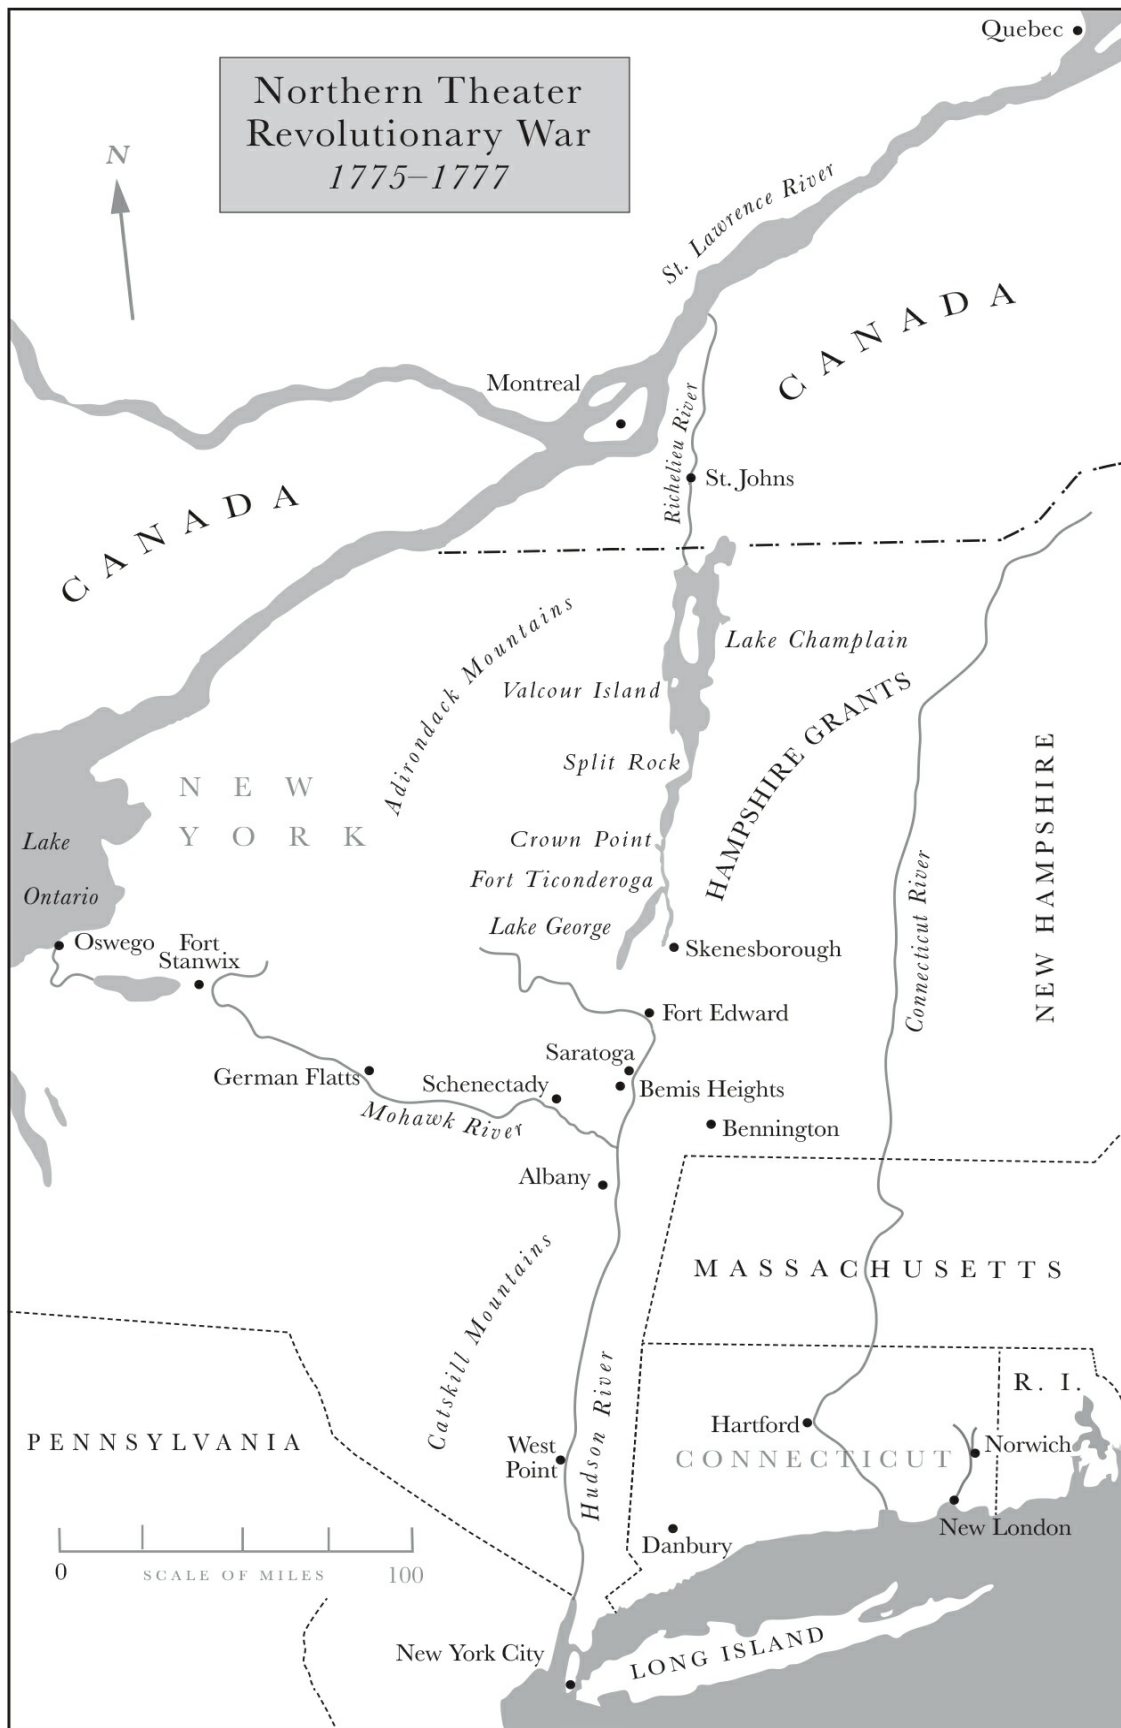 Quebec
Northern Theater
Revolutionary War
1775–1777
N
St. Lawrence River
CANADA
Montreal
Richelieu River
St. Johns
CANADA
Adirondack Mountains
Lake Champlain
Valcour Island
HAMPSHIRE GRANTS
Split Rock
NEW
YORK
NEW HAMPSHIRE
Lake
Ontario
Crown Point
Fort Ticonderoga
Connecticut River
Lake George
Skenesborough
Oswego
Fort
Stanwix
Fort Edward
Saratoga
German Flatts
Schenectady
Bemis Heights
Mohawk River
Bennington
Albany
Catskill Mountains
MASSACHUSETTS
Hudson River
R. I.
Hartford
PENNSYLVANIA
West
Point
CONNECTICUT
Norwich
New London
Danbury
0
SCALE OF MILES
100
New York City
LONG ISLAND